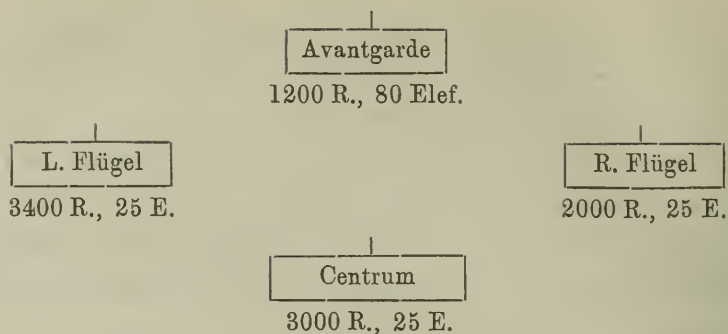 Avantgarde
1200 R., 80 Elef.
L. Flügel
3400 R., 25 E.
R. Flügel
2000 R., 25 E.
Centrum
3000 R., 25 E.